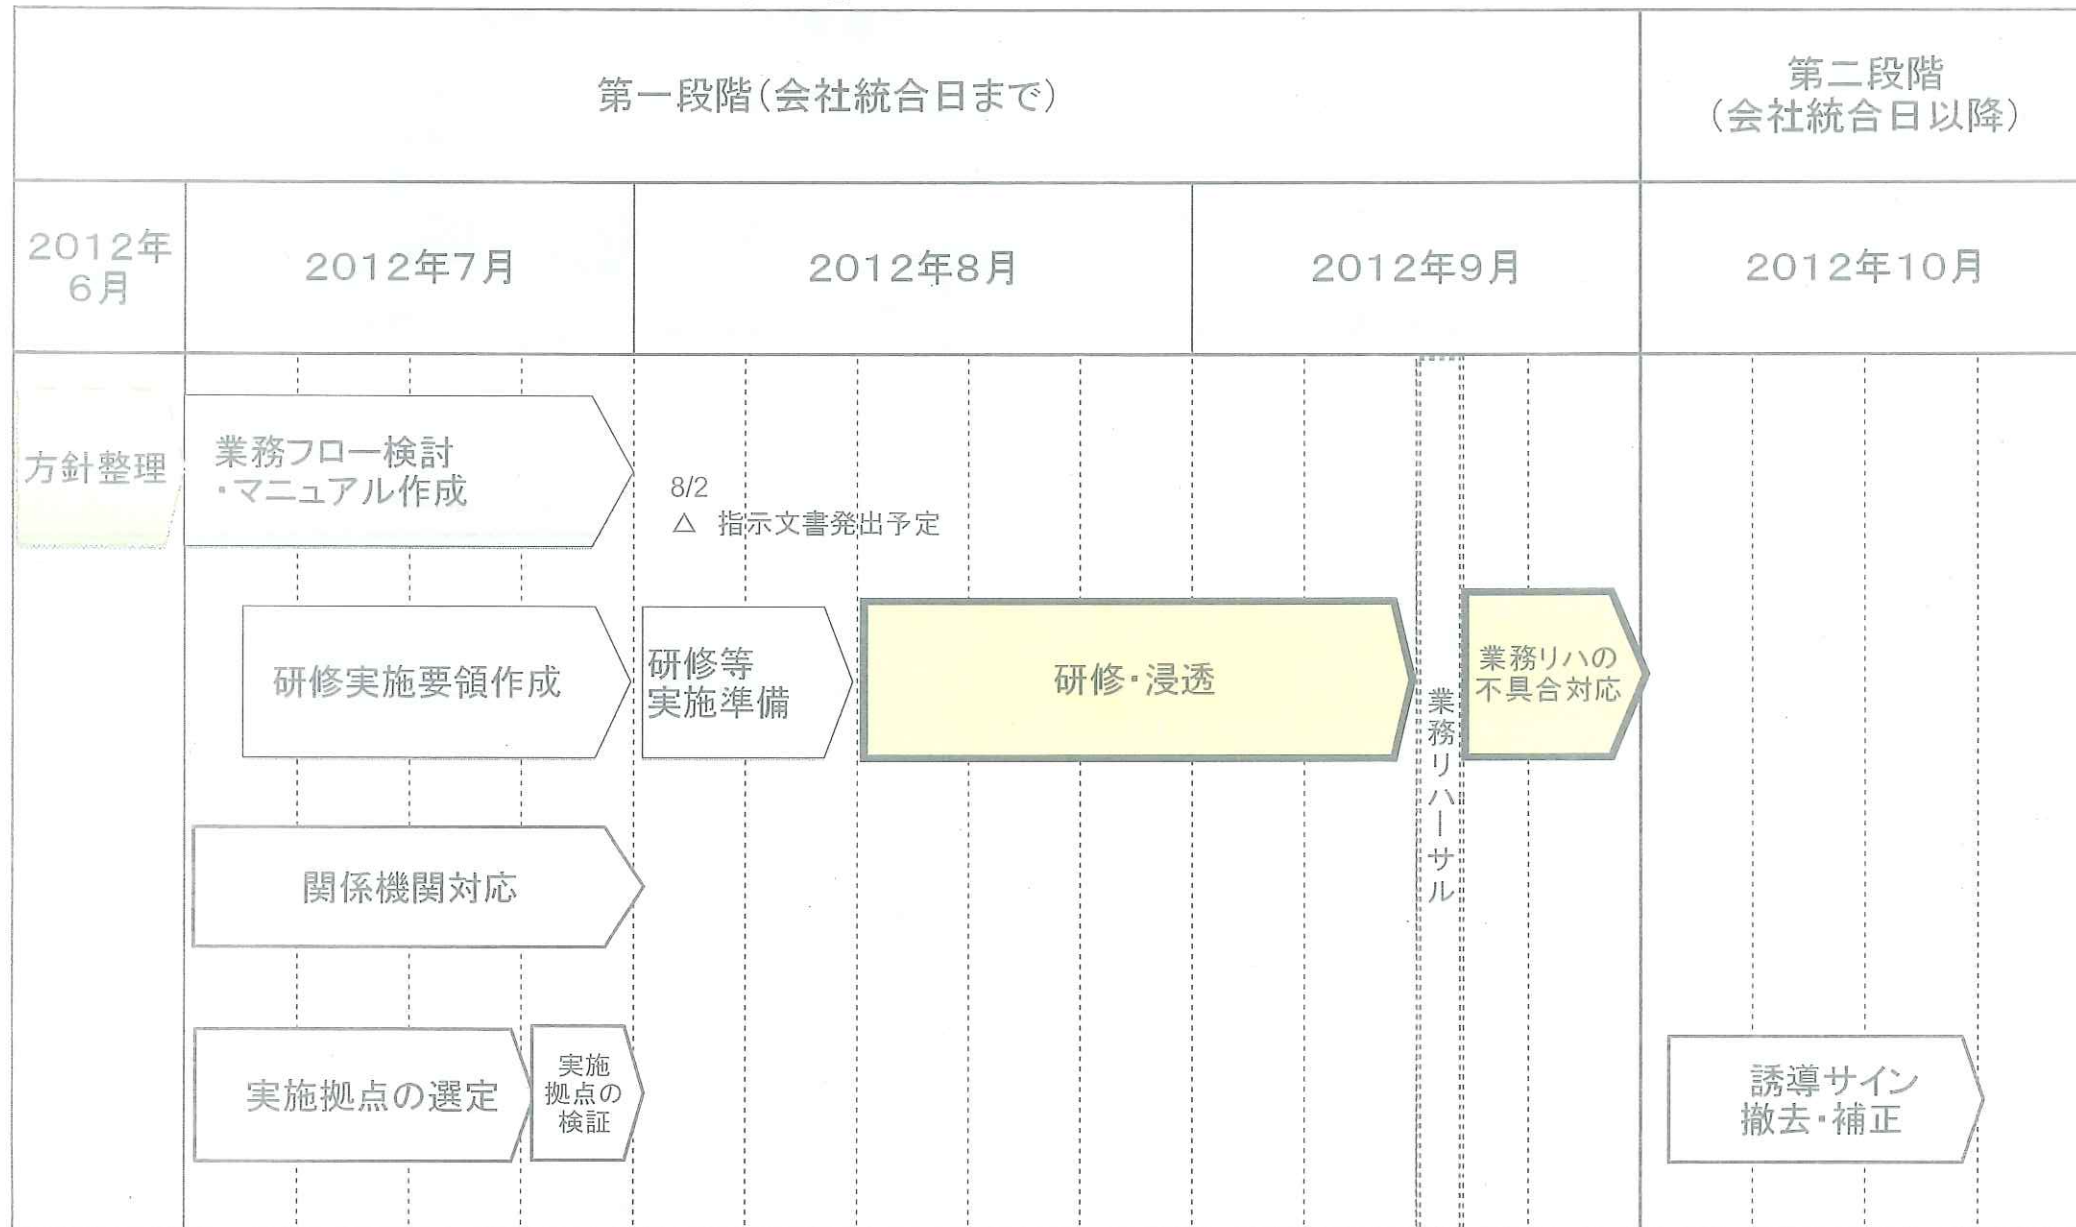 第一段階（会社統合日まで）
第二段階
（会社統合日以降）
2012年
6月
2012年7月
2012年8月
2012年9月
2012年10月
方針整理
業務フロー検討
・マニュアル作成
8/2
△ 指示文書発出予定
研修実施要領作成
研修等
実施準備
研修・浸透
業務リハーサル
業務リハの
不具合対応
関係機関対応
実施拠点の選定
実施
拠点の
検証
誘導サイン
撤去・補正